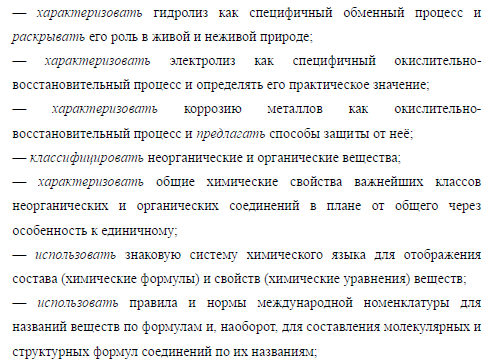 — характеризовать гидролиз как специфичный обменный процесс и
раскрывать его роль в живой и неживой природе;
— характеризовать электролиз как специфичный окислительно-
восстановительный процесс и определять его практическое значение;
— характеризовать коррозию металлов как окислительно-
восстановительный процесс и предлагать способы защиты от неё;
— классифицировать неорганические и органические вещества;
— характеризовать общие химические свойства важнейших классов
неорганических и органических соединений в плане от общего через
особенность к единичному;
— использовать знаковую систему химического языка для отображения
состава (химические формулы) и свойств (химические уравнения) веществ;
— использовать правила и нормы международной номенклатуры для
названий веществ по формулам и, наоборот, для составления молекулярных и
структурных формул соединений по их названиям;